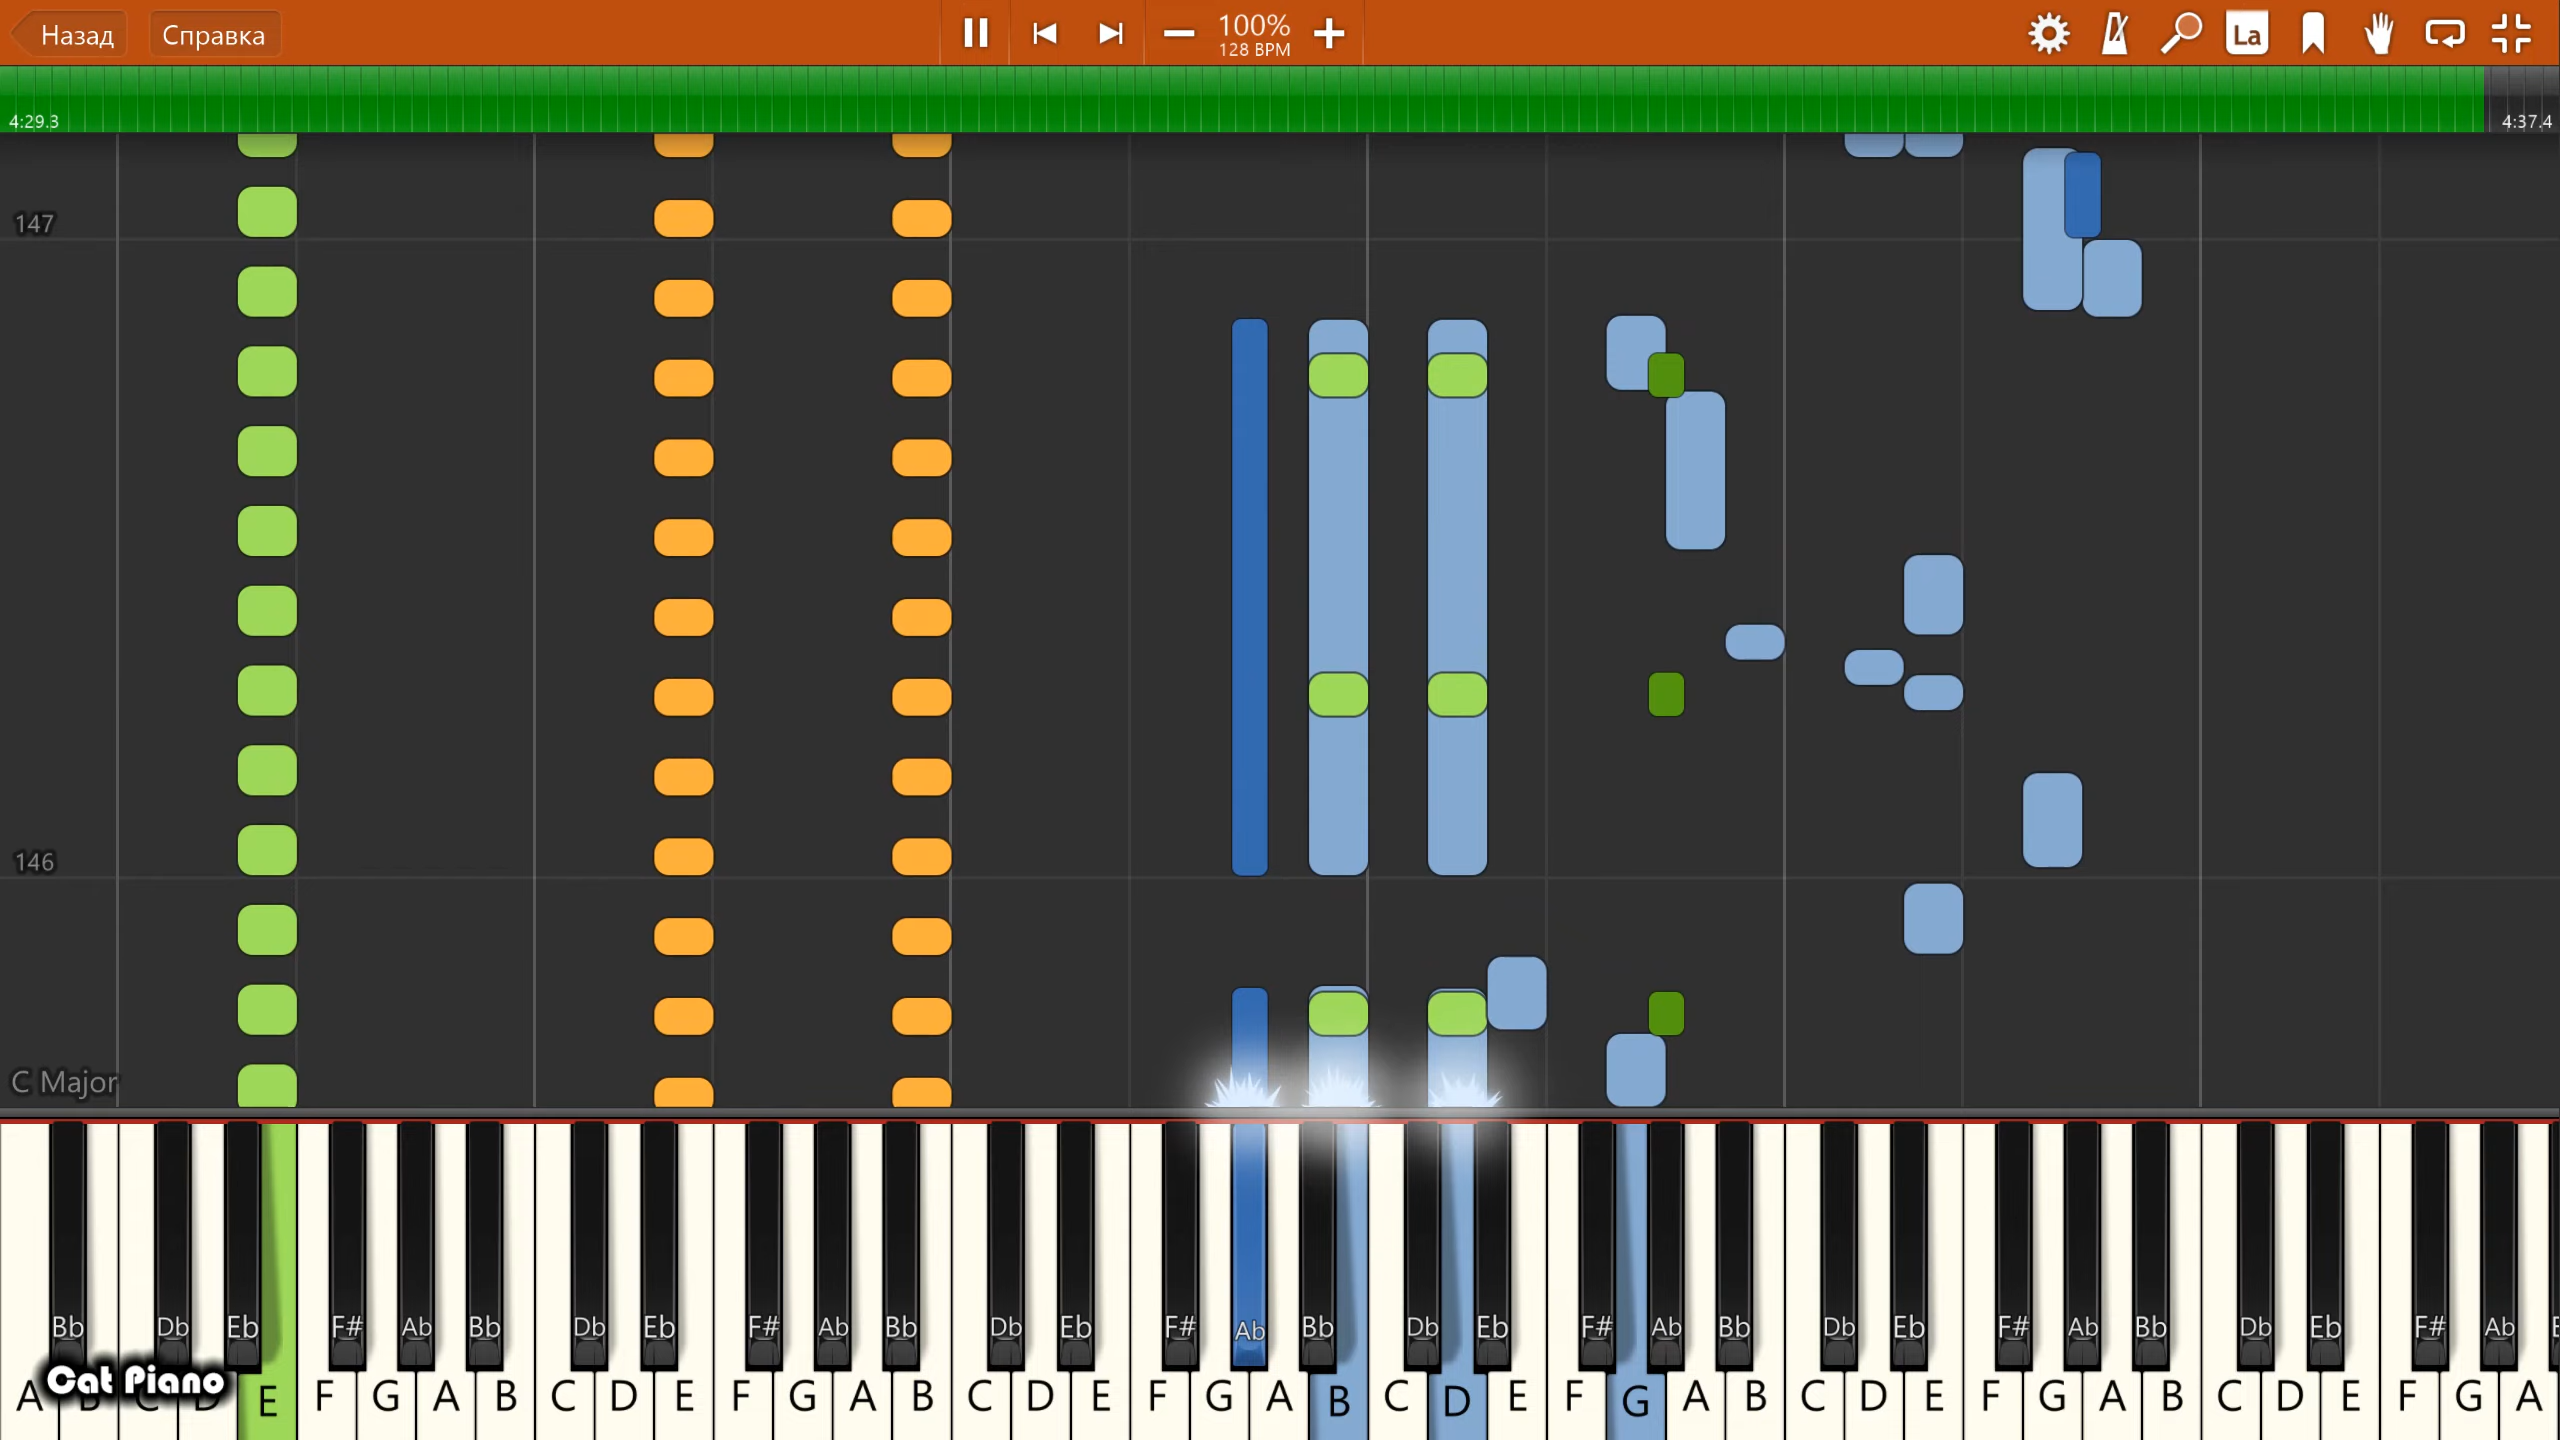 Назад Справка 100% La
128 BPM
4:29.3 4:37.4
147
146
C Major
Bb Db Eb F# Ab Bb Db Eb F# Ab Bb Db Eb F# Ab Bb Db Eb F# Ab Bb Db Eb F# Ab Bb Db Eb F# Ab
Cat Piano
A B C D E F G A B C D E F G A B C D E F G A B C D E F G A B C D E F G A B C D E F G A